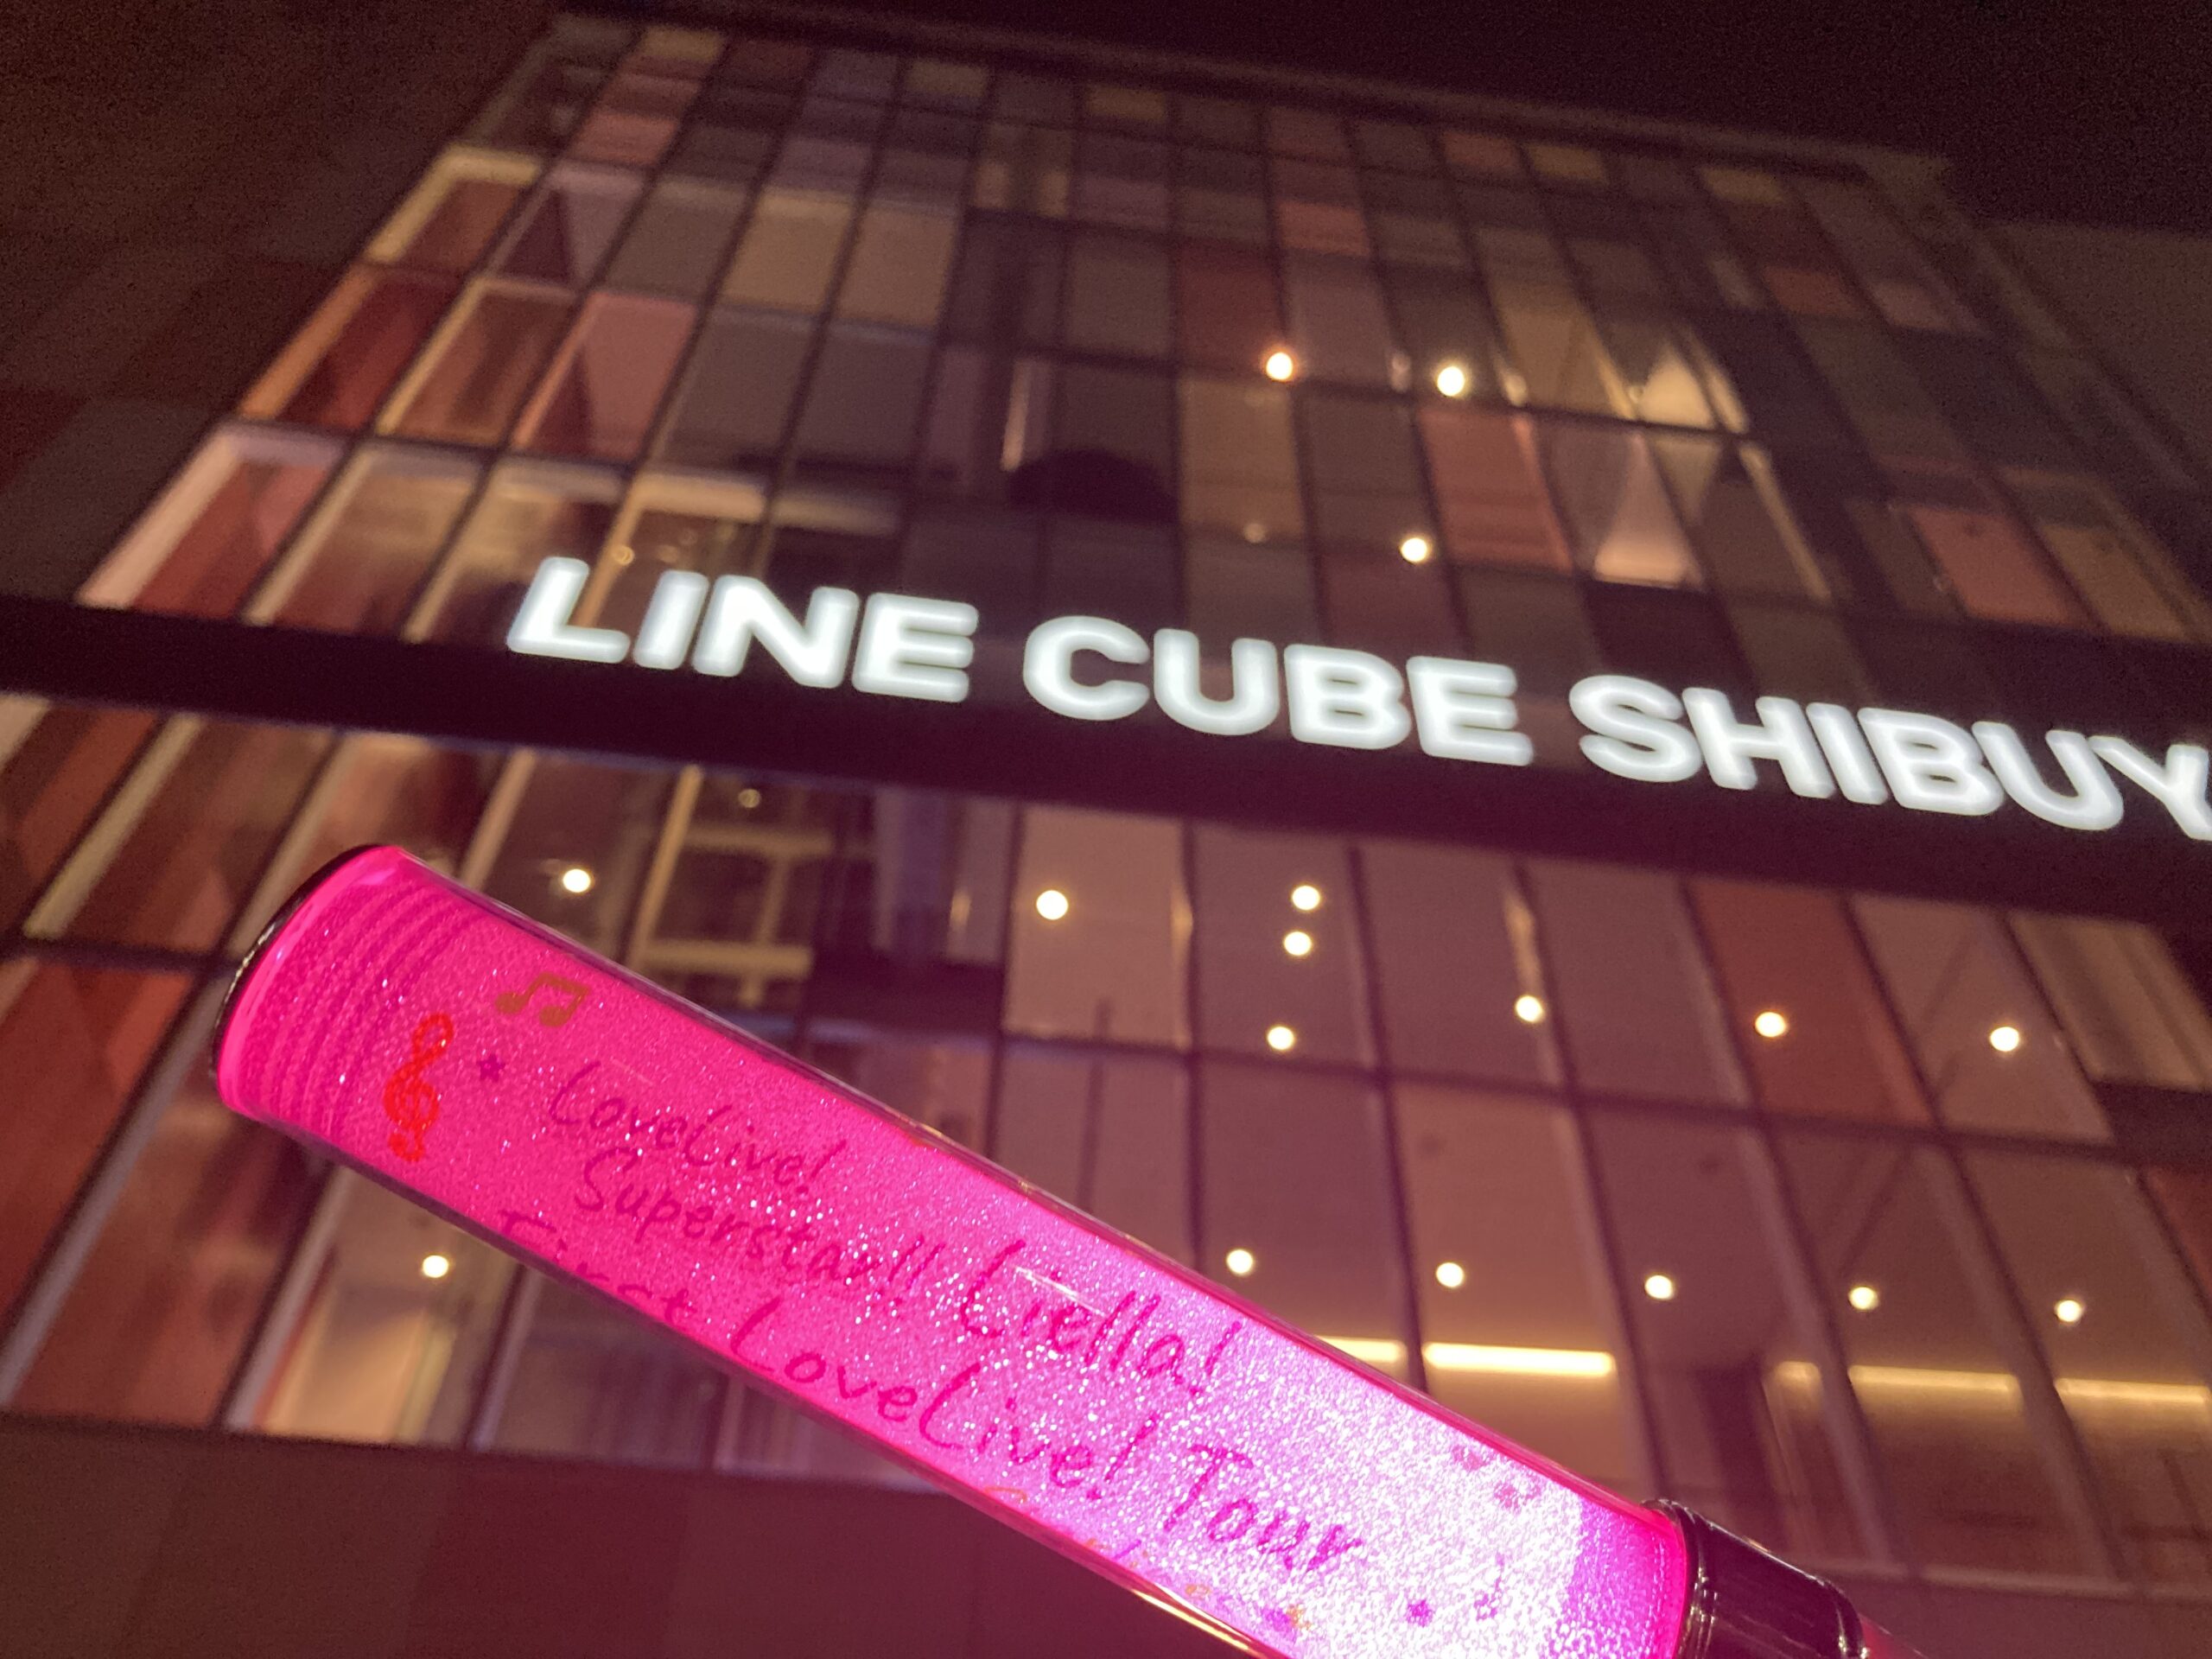 LINE CUBE SHIBUY
LoveLive!
Superstar!! Liella!
First LoveLive! Tour